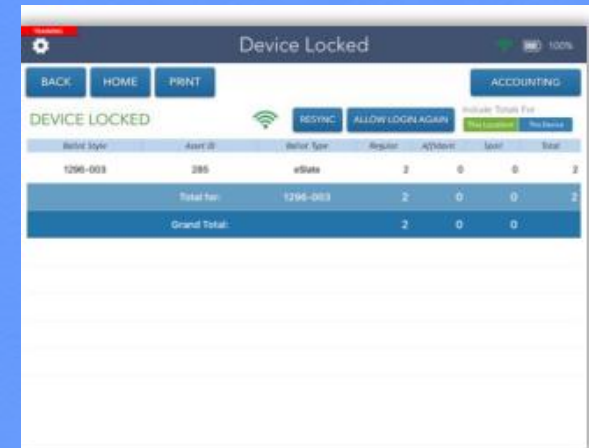 TRAINING
Device Locked
100%
BACK HOME PRINT ACCOUNTING
DEVICE LOCKED RESYNC ALLOW LOGIN AGAIN Include Totals For
This Location This Device
Ballot Style Asset ID Ballot Type Regular Affidavit Spoil Total
1296-003 285 eSlate 2 0 0 2
Total for: 1296-003 2 0 0 2
Grand Total: 2 0 0